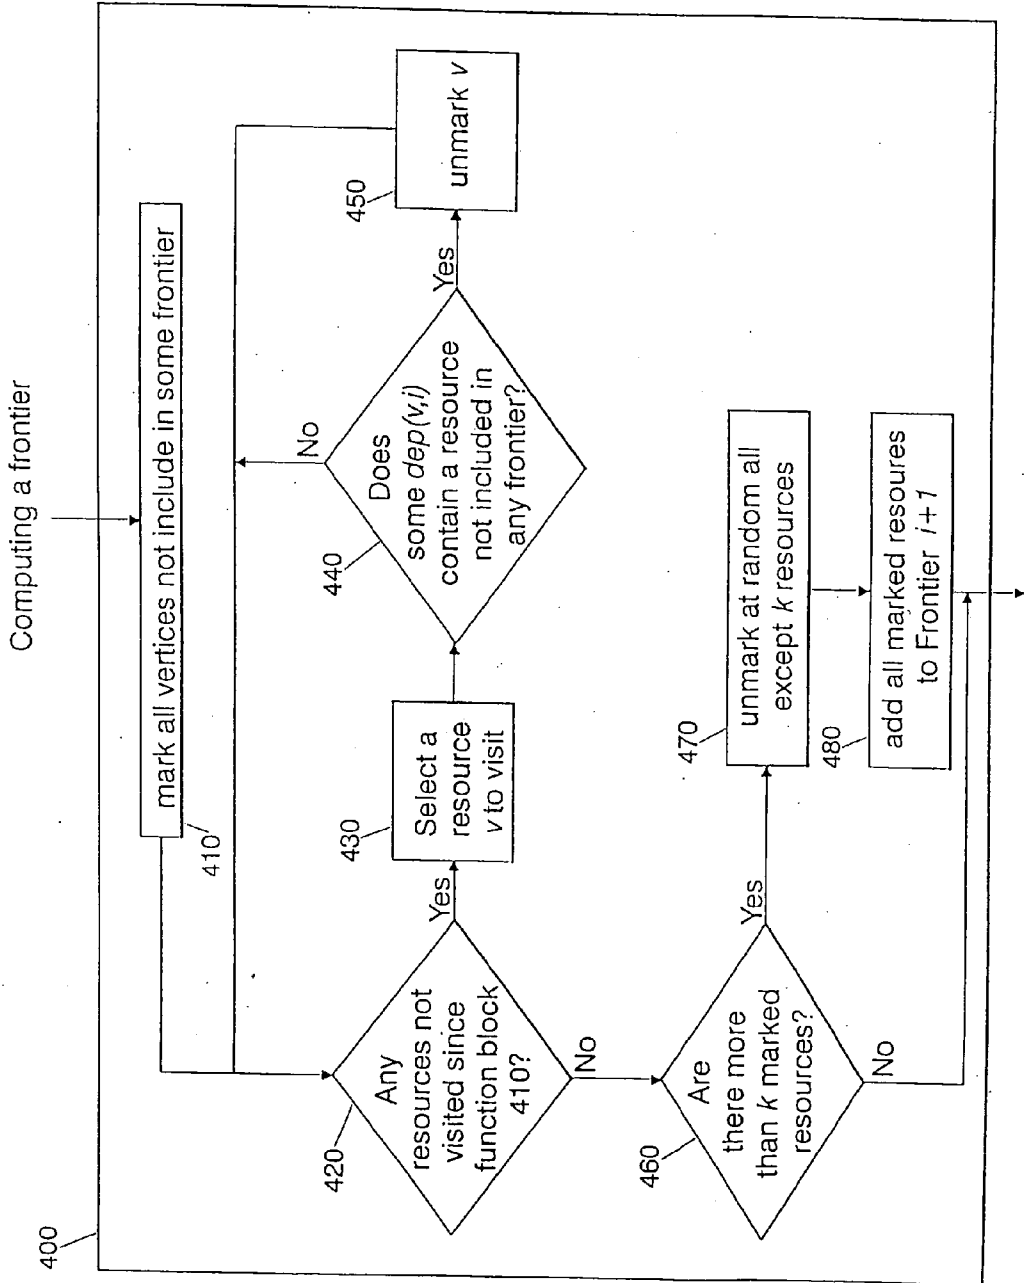 Computing a frontier
400
mark all vertices not include in some frontier
410
420
Any
resources not
visited since
function block
410?
Yes
No
430
Select a
resource
v to visit
440
Does
some dep(v,i)
contain a resource
not included in
any frontier?
No
Yes
450
unmark v
460
Are
there more
than k marked
resources?
Yes
No
470
unmark at random all
except k resources
480
add all marked resoures
to Frontier i+1